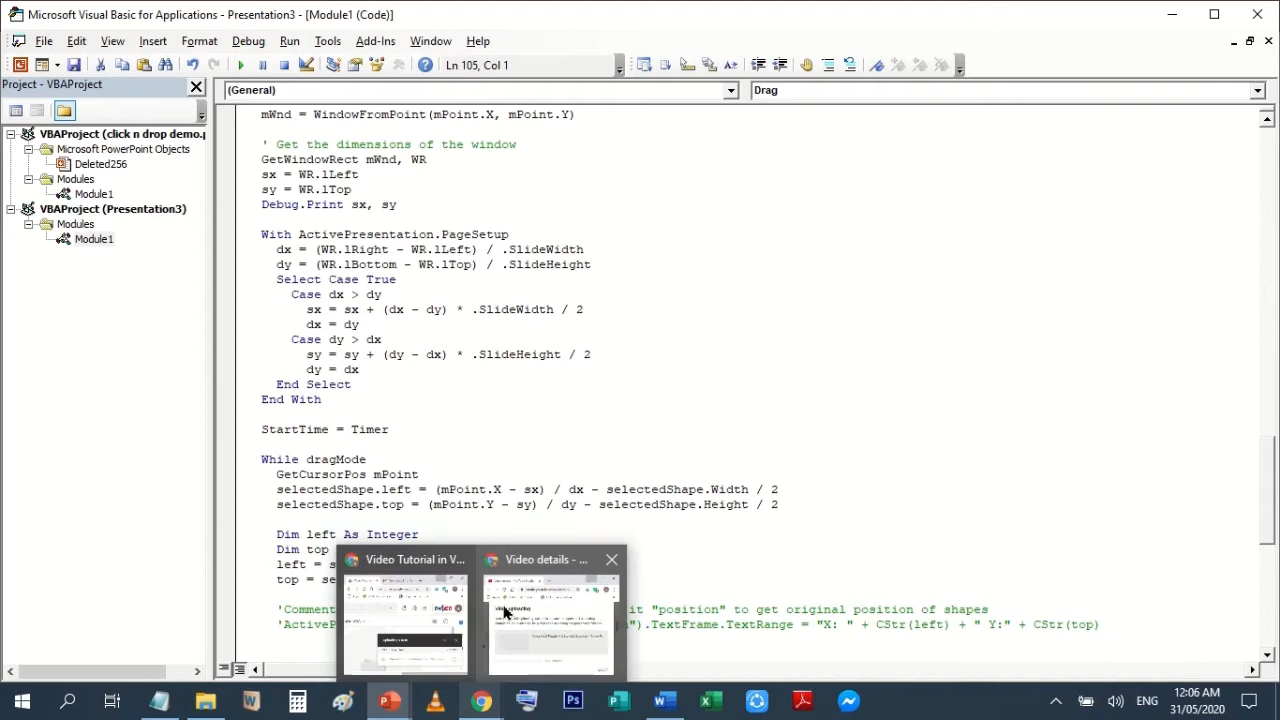 Microsoft Visual Basic for Applications - Presentation3 - [Module1 (Code)]
File Edit View Insert Format Debug Run Tools Add-Ins Window Help
Ln 105, Col 1
Project - VBAProject
(General)
Drag
VBAProject (click n drop demo.p
Microsoft PowerPoint Objects
Deleted256
Modules
Module1
VBAProject (Presentation3)
Modules
Module1
mWnd = WindowFromPoint(mPoint.X, mPoint.Y)
' Get the dimensions of the window
GetWindowRect mWnd, WR
sx = WR.lLeft
sy = WR.lTop
Debug.Print sx, sy
With ActivePresentation.PageSetup
dx = (WR.lRight - WR.lLeft) / .SlideWidth
dy = (WR.lBottom - WR.lTop) / .SlideHeight
Select Case True
Case dx > dy
sx = sx + (dx - dy) * .SlideWidth / 2
dx = dy
Case dy > dx
sy = sy + (dy - dx) * .SlideHeight / 2
dy = dx
End Select
End With
StartTime = Timer
While dragMode
GetCursorPos mPoint
selectedShape.left = (mPoint.X - sx) / dx - selectedShape.Width / 2
selectedShape.top = (mPoint.Y - sy) / dy - selectedShape.Height / 2
Dim left As Integer
Dim top
left = s
top = se
'Comment it "position" to get original position of shapes
'ActiveP ").TextFrame.TextRange = "X: " + CStr(left) + " Y:" + CStr(top)
Video Tutorial in V...
Video details - ...
ENG
12:06 AM
31/05/2020